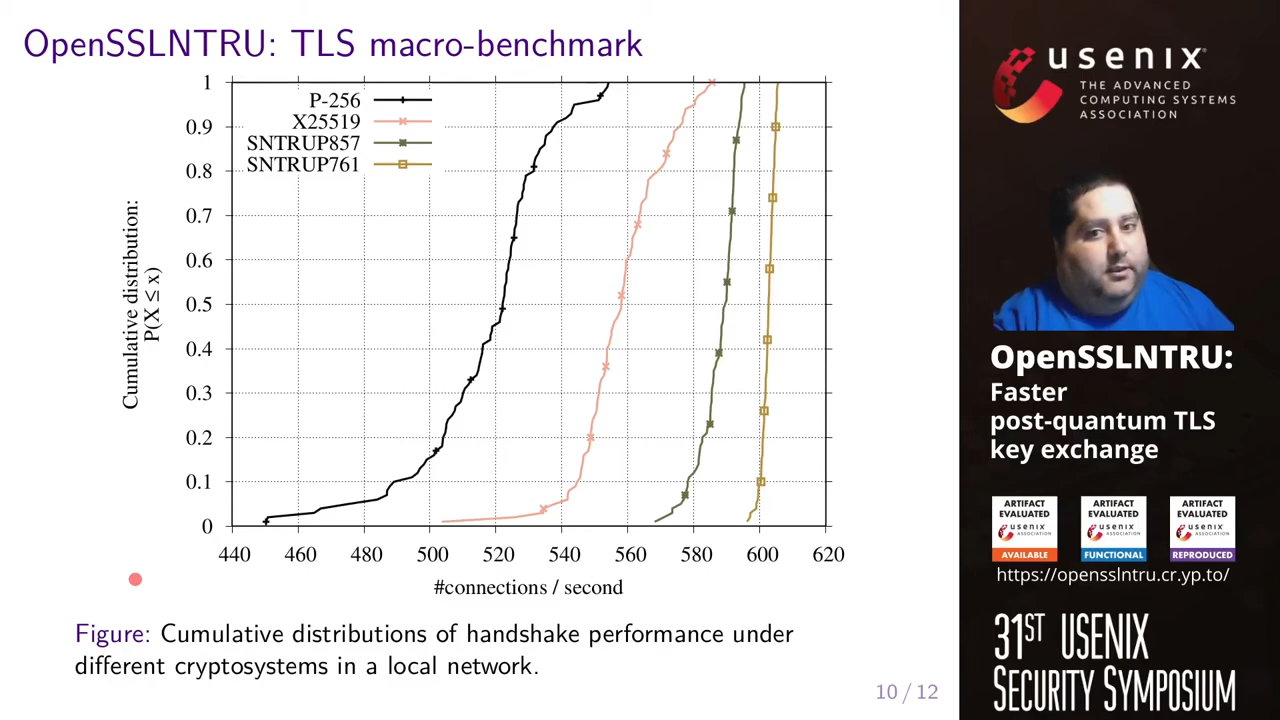 OpenSSLNTRU: TLS macro-benchmark
P-256
X25519
SNTRUP857
SNTRUP761
1
0.9
0.8
0.7
0.6
0.5
0.4
0.3
0.2
0.1
0
Cumulative distribution:
P(X ≤ x)
440 460 480 500 520 540 560 580 600 620
#connections / second
Figure: Cumulative distributions of handshake performance under
different cryptosystems in a local network.
10 / 12
usenix
THE ADVANCED
COMPUTING SYSTEMS
ASSOCIATION
OpenSSLNTRU:
Faster
post-quantum TLS
key exchange
ARTIFACT
EVALUATED
usenix
ASSOCIATION
AVAILABLE
ARTIFACT
EVALUATED
usenix
ASSOCIATION
FUNCTIONAL
ARTIFACT
EVALUATED
usenix
ASSOCIATION
REPRODUCED
https://opensslntru.cr.yp.to/
31ST USENIX
SECURITY SYMPOSIUM